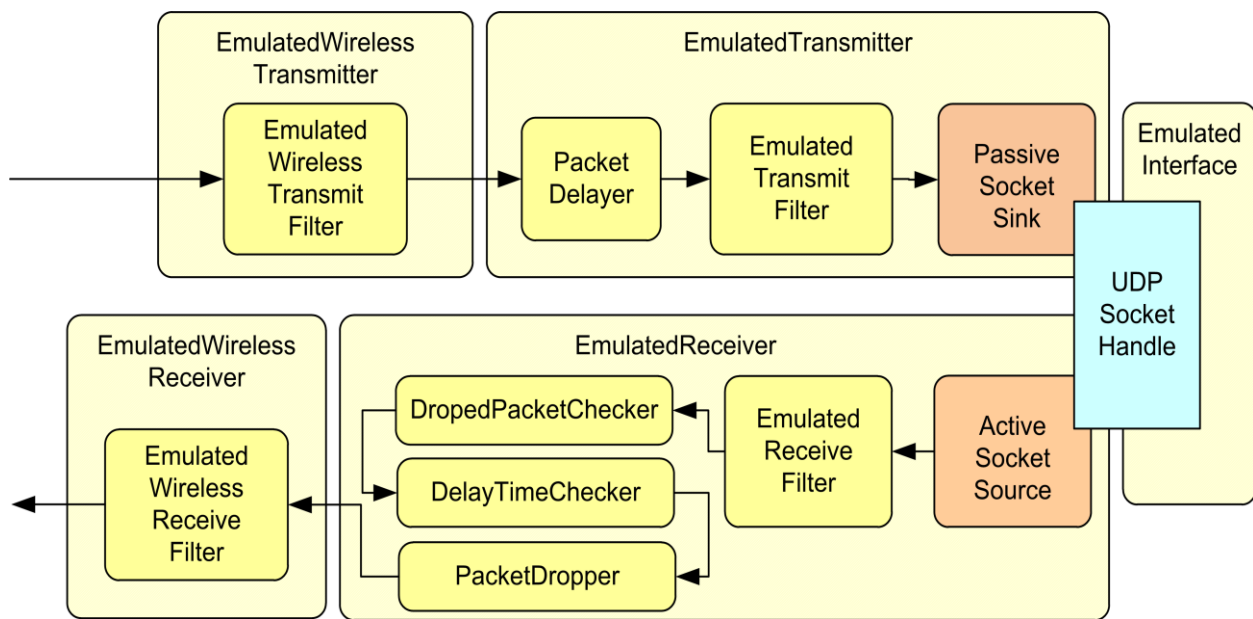 EmulatedWireless
Transmitter
Emulated
Wireless
Transmit
Filter
EmulatedTransmitter
Packet
Delayer
Emulated
Transmit
Filter
Passive
Socket
Sink
Emulated
Interface
UDP
Socket
Handle
EmulatedWireless
Receiver
Emulated
Wireless
Receive
Filter
EmulatedReceiver
DropedPacketChecker
DelayTimeChecker
PacketDropper
Emulated
Receive
Filter
Active
Socket
Source